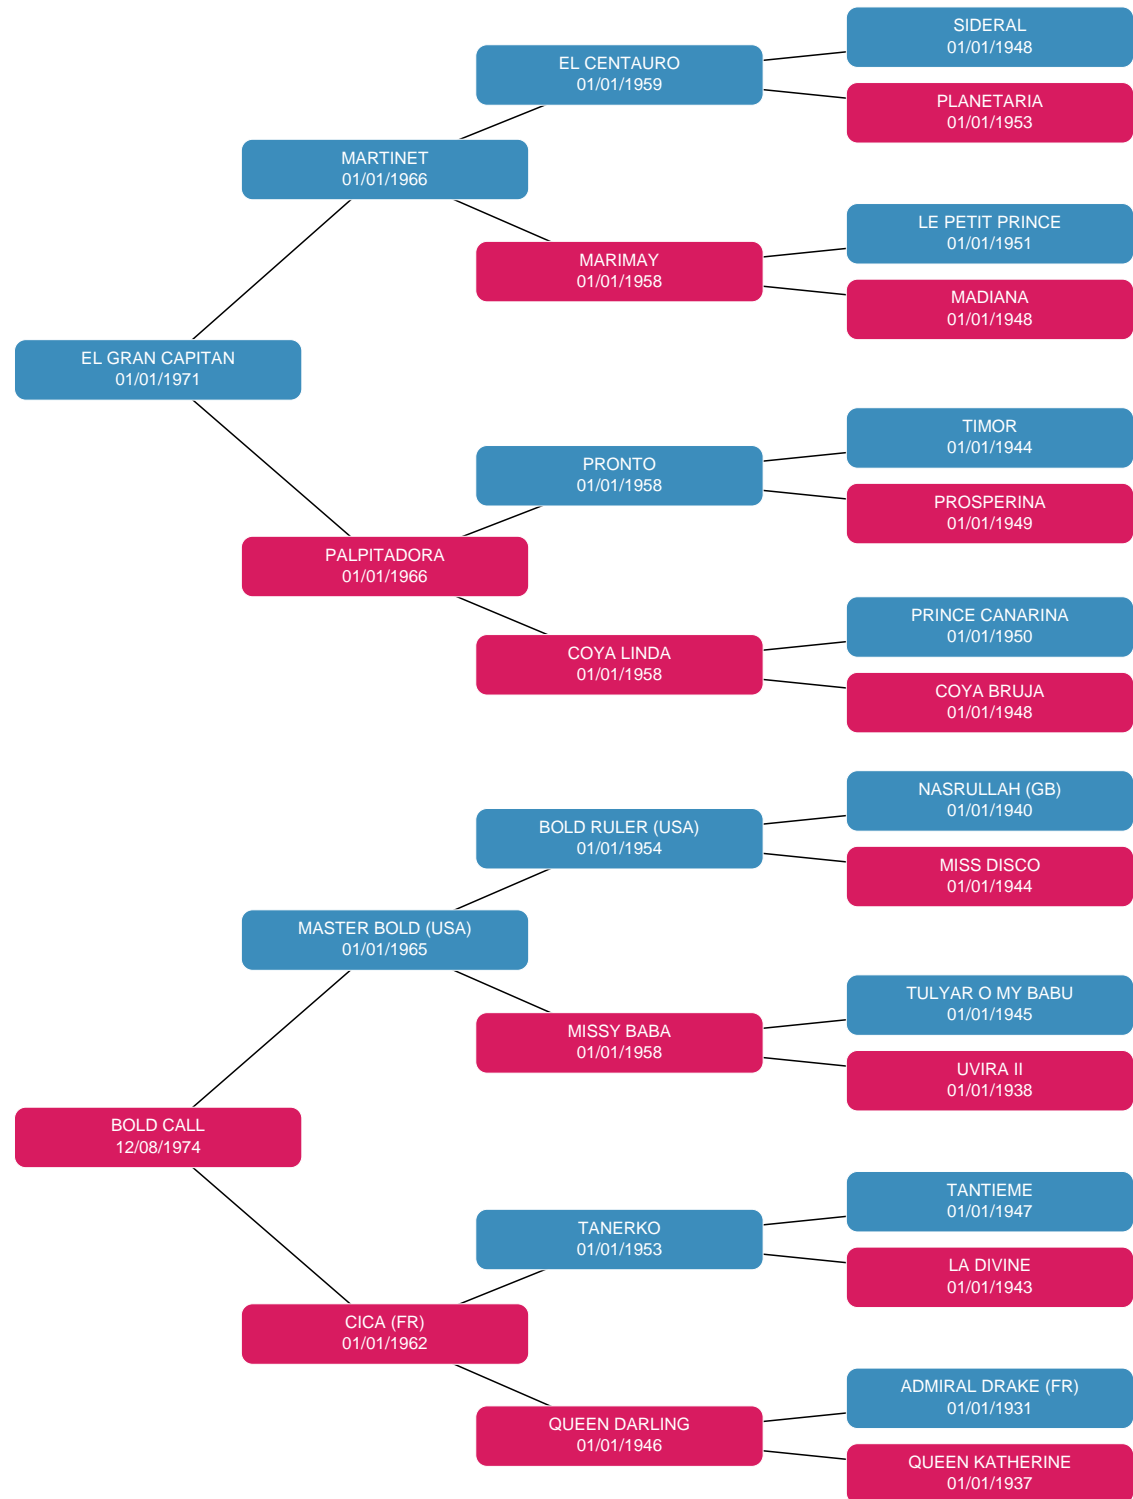 SIDERAL
01/01/1948
EL CENTAURO
01/01/1959
PLANETARIA
01/01/1953
MARTINET
01/01/1966
LE PETIT PRINCE
01/01/1951
MARIMAY
01/01/1958
MADIANA
01/01/1948
EL GRAN CAPITAN
01/01/1971
TIMOR
01/01/1944
PRONTO
01/01/1958
PROSPERINA
01/01/1949
PALPITADORA
01/01/1966
PRINCE CANARINA
01/01/1950
COYA LINDA
01/01/1958
COYA BRUJA
01/01/1948
NASRULLAH (GB)
01/01/1940
BOLD RULER (USA)
01/01/1954
MISS DISCO
01/01/1944
MASTER BOLD (USA)
01/01/1965
TULYAR O MY BABU
01/01/1945
MISSY BABA
01/01/1958
UVIRA II
01/01/1938
BOLD CALL
12/08/1974
TANTIEME
01/01/1947
TANERKO
01/01/1953
LA DIVINE
01/01/1943
CICA (FR)
01/01/1962
ADMIRAL DRAKE (FR)
01/01/1931
QUEEN DARLING
01/01/1946
QUEEN KATHERINE
01/01/1937